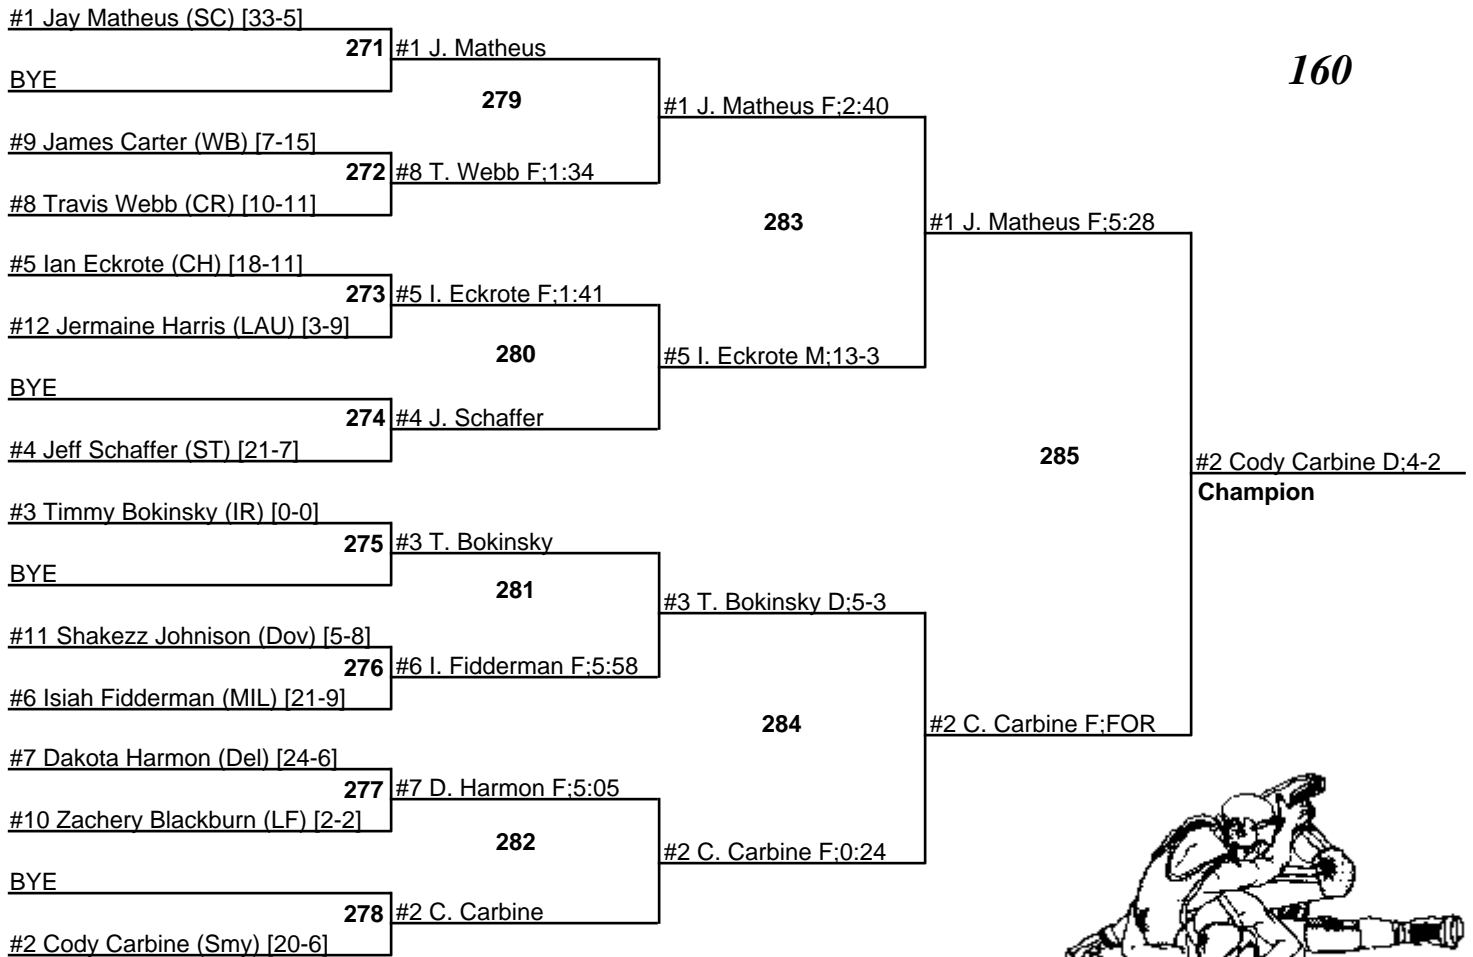 #1 Jay Matheus (SC) [33-5]
271 #1 J. Matheus
160
BYE
279
#1 J. Matheus F;2:40
#9 James Carter (WB) [7-15]
272 #8 T. Webb F;1:34
#8 Travis Webb (CR) [10-11]
283
#1 J. Matheus F;5:28
#5 Ian Eckrote (CH) [18-11]
273 #5 I. Eckrote F;1:41
#12 Jermaine Harris (LAU) [3-9]
280
#5 I. Eckrote M;13-3
BYE
274 #4 J. Schaffer
#4 Jeff Schaffer (ST) [21-7]
285
#2 Cody Carbine D;4-2
Champion
#3 Timmy Bokinsky (IR) [0-0]
275 #3 T. Bokinsky
BYE
281
#3 T. Bokinsky D;5-3
#11 Shakezz Johnison (Dov) [5-8]
276 #6 I. Fidderman F;5:58
#6 Isiah Fidderman (MIL) [21-9]
284
#2 C. Carbine F;FOR
#7 Dakota Harmon (Del) [24-6]
277 #7 D. Harmon F;5:05
#10 Zachery Blackburn (LF) [2-2]
282
#2 C. Carbine F;0:24
BYE
278 #2 C. Carbine
#2 Cody Carbine (Smy) [20-6]